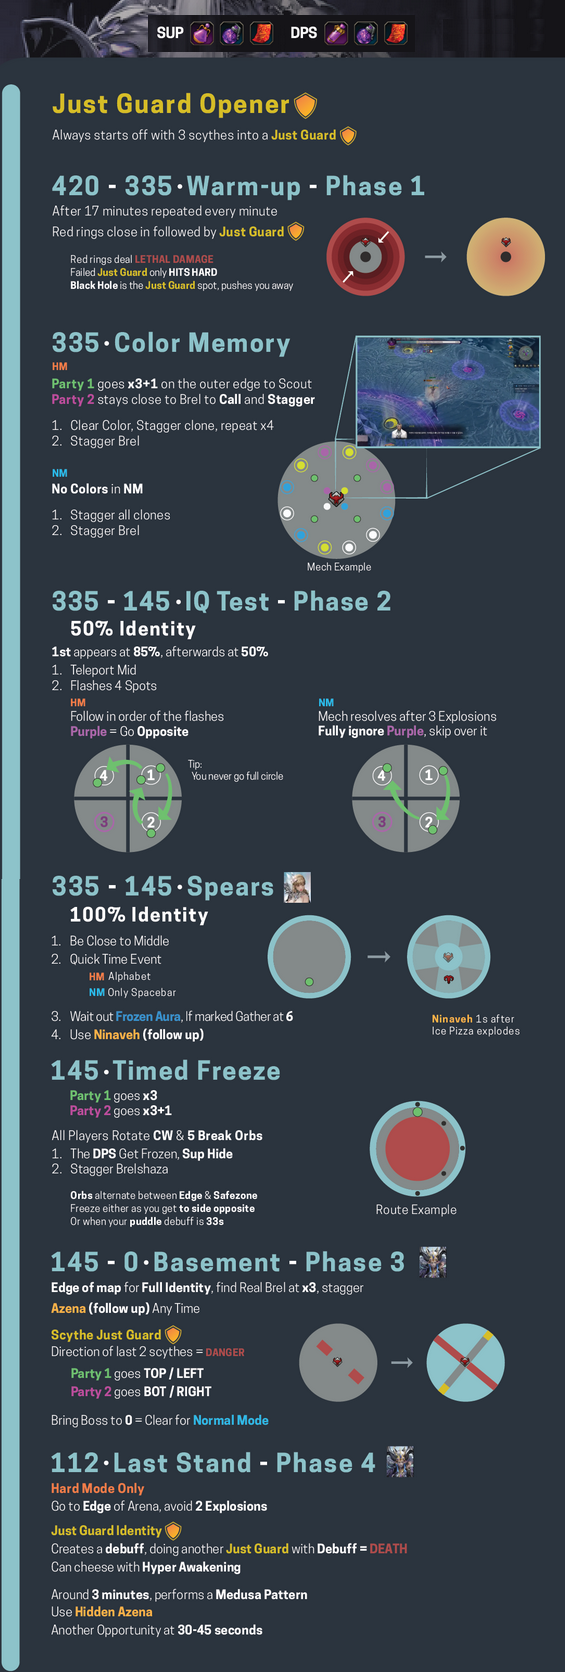 SUP DPS
Just Guard Opener
Always starts off with 3 scythes into a Just Guard
420 - 335 · Warm-up - Phase 1
After 17 minutes repeated every minute
Red rings close in followed by Just Guard
Red rings deal LETHAL DAMAGE
Failed Just Guard only HITS HARD
Black Hole is the Just Guard spot, pushes you away
335 · Color Memory
HM
Party 1 goes x3+1 on the outer edge to Scout
Party 2 stays close to Brel to Call and Stagger
1. Clear Color, Stagger clone, repeat x4
2. Stagger Brel
NM
No Colors in NM
1. Stagger all clones
2. Stagger Brel
Mech Example
335 - 145 · IQ Test - Phase 2
50% Identity
1st appears at 85%, afterwards at 50%
1. Teleport Mid
2. Flashes 4 Spots
HM
Follow in order of the flashes
Purple = Go Opposite
4 1
3 2
Tip:
You never go full circle
NM
Mech resolves after 3 Explosions
Fully ignore Purple, skip over it
4 1
3 2
335 - 145 · Spears
100% Identity
1. Be Close to Middle
2. Quick Time Event
HM Alphabet
NM Only Spacebar
3. Wait out Frozen Aura, If marked Gather at 6
4. Use Ninaveh (follow up)
Ninaveh 1s after
Ice Pizza explodes
145 · Timed Freeze
Party 1 goes x3
Party 2 goes x3+1
All Players Rotate CW & 5 Break Orbs
1. The DPS Get Frozen, Sup Hide
2. Stagger Brelshaza
Orbs alternate between Edge & Safezone
Freeze either as you get to side opposite
Or when your puddle debuff is 33s
Route Example
145 - 0 · Basement - Phase 3
Edge of map for Full Identity, find Real Brel at x3, stagger
Azena (follow up) Any Time
Scythe Just Guard
Direction of last 2 scythes = DANGER
Party 1 goes TOP / LEFT
Party 2 goes BOT / RIGHT
Bring Boss to 0 = Clear for Normal Mode
112 · Last Stand - Phase 4
Hard Mode Only
Go to Edge of Arena, avoid 2 Explosions
Just Guard Identity
Creates a debuff, doing another Just Guard with Debuff = DEATH
Can cheese with Hyper Awakening
Around 3 minutes, performs a Medusa Pattern
Use Hidden Azena
Another Opportunity at 30-45 seconds